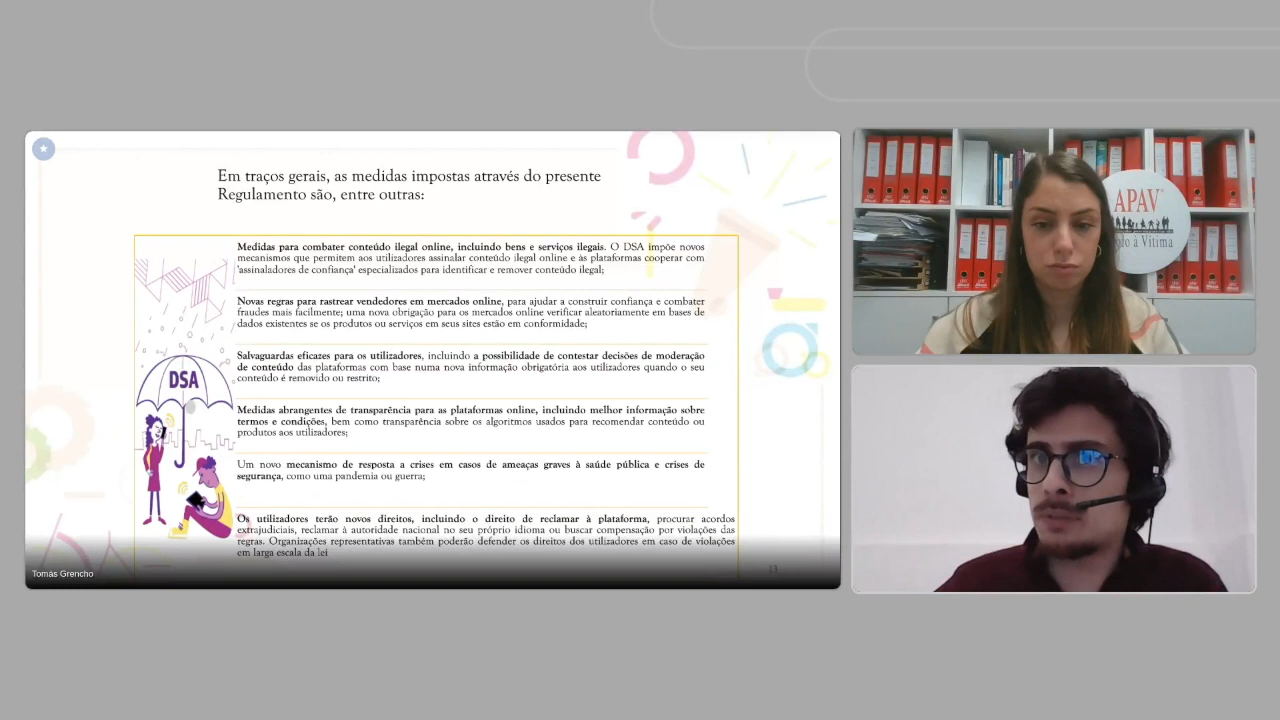 Em traços gerais, as medidas impostas através do presente
Regulamento são, entre outras:
Medidas para combater conteúdo ilegal online, incluindo bens e serviços ilegais. O DSA impõe novos
mecanismos que permitem aos utilizadores assinalar conteúdo ilegal online e às plataformas cooperar com
'assinaladores de confiança' especializados para identificar e remover conteúdo ilegal;
Novas regras para rastrear vendedores em mercados online, para ajudar a construir confiança e combater
fraudes mais facilmente; uma nova obrigação para os mercados online verificar aleatoriamente em bases de
dados existentes se os produtos ou serviços em seus sites estão em conformidade;
Salvaguardas eficazes para os utilizadores, incluindo a possibilidade de contestar decisões de moderação
de conteúdo das plataformas com base numa nova informação obrigatória aos utilizadores quando o seu
conteúdo é removido ou restrito;
DSA
Medidas abrangentes de transparência para as plataformas online, incluindo melhor informação sobre
termos e condições, bem como transparência sobre os algoritmos usados para recomendar conteúdo ou
produtos aos utilizadores;
Um novo mecanismo de resposta a crises em casos de ameaças graves à saúde pública e crises de
segurança, como uma pandemia ou guerra;
Os utilizadores terão novos direitos, incluindo o direito de reclamar à plataforma, procurar acordos
extrajudiciais, reclamar à autoridade nacional no seu próprio idioma ou buscar compensação por violações das
regras. Organizações representativas também poderão defender os direitos dos utilizadores em caso de violações
em larga escala da lei
13
Tomás Grencho
APAV
à Vítima